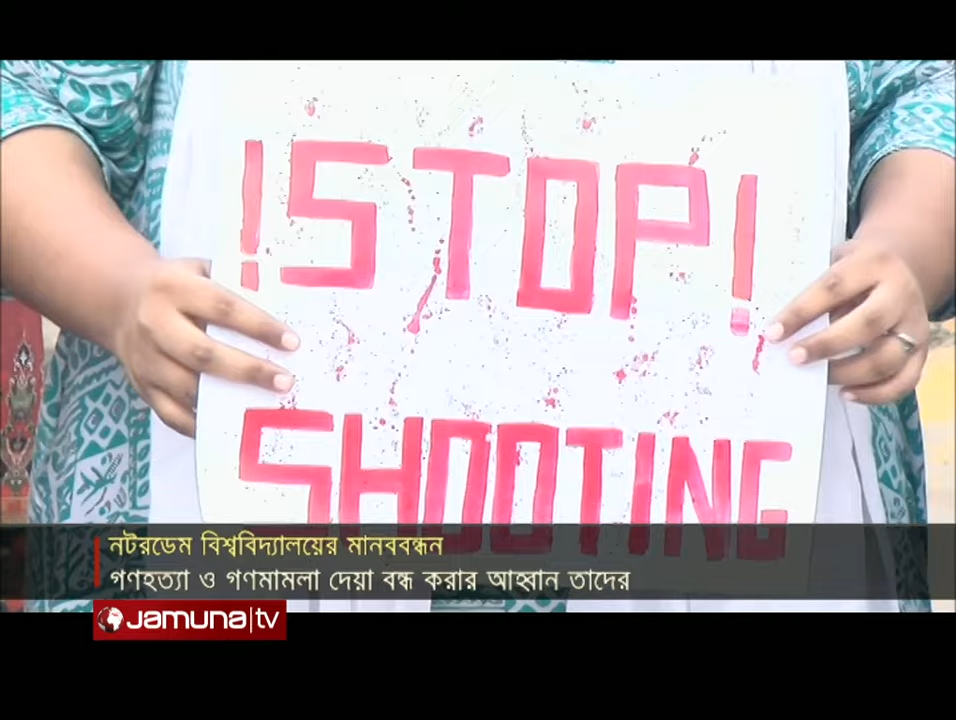 !STOP!
SHOOTING
নটরডেম বিশ্ববিদ্যালয়ের মানববন্ধন
গণহত্যা ও গণমামলা দেয়া বন্ধ করার আহ্বান তাদের
Jamuna|tv